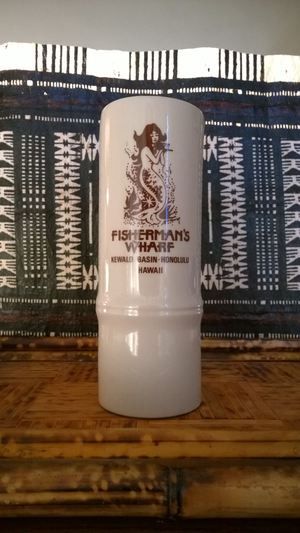 FISHERMAN'S
WHARF
KEWALO BASIN-HONOLULU
HAWAII